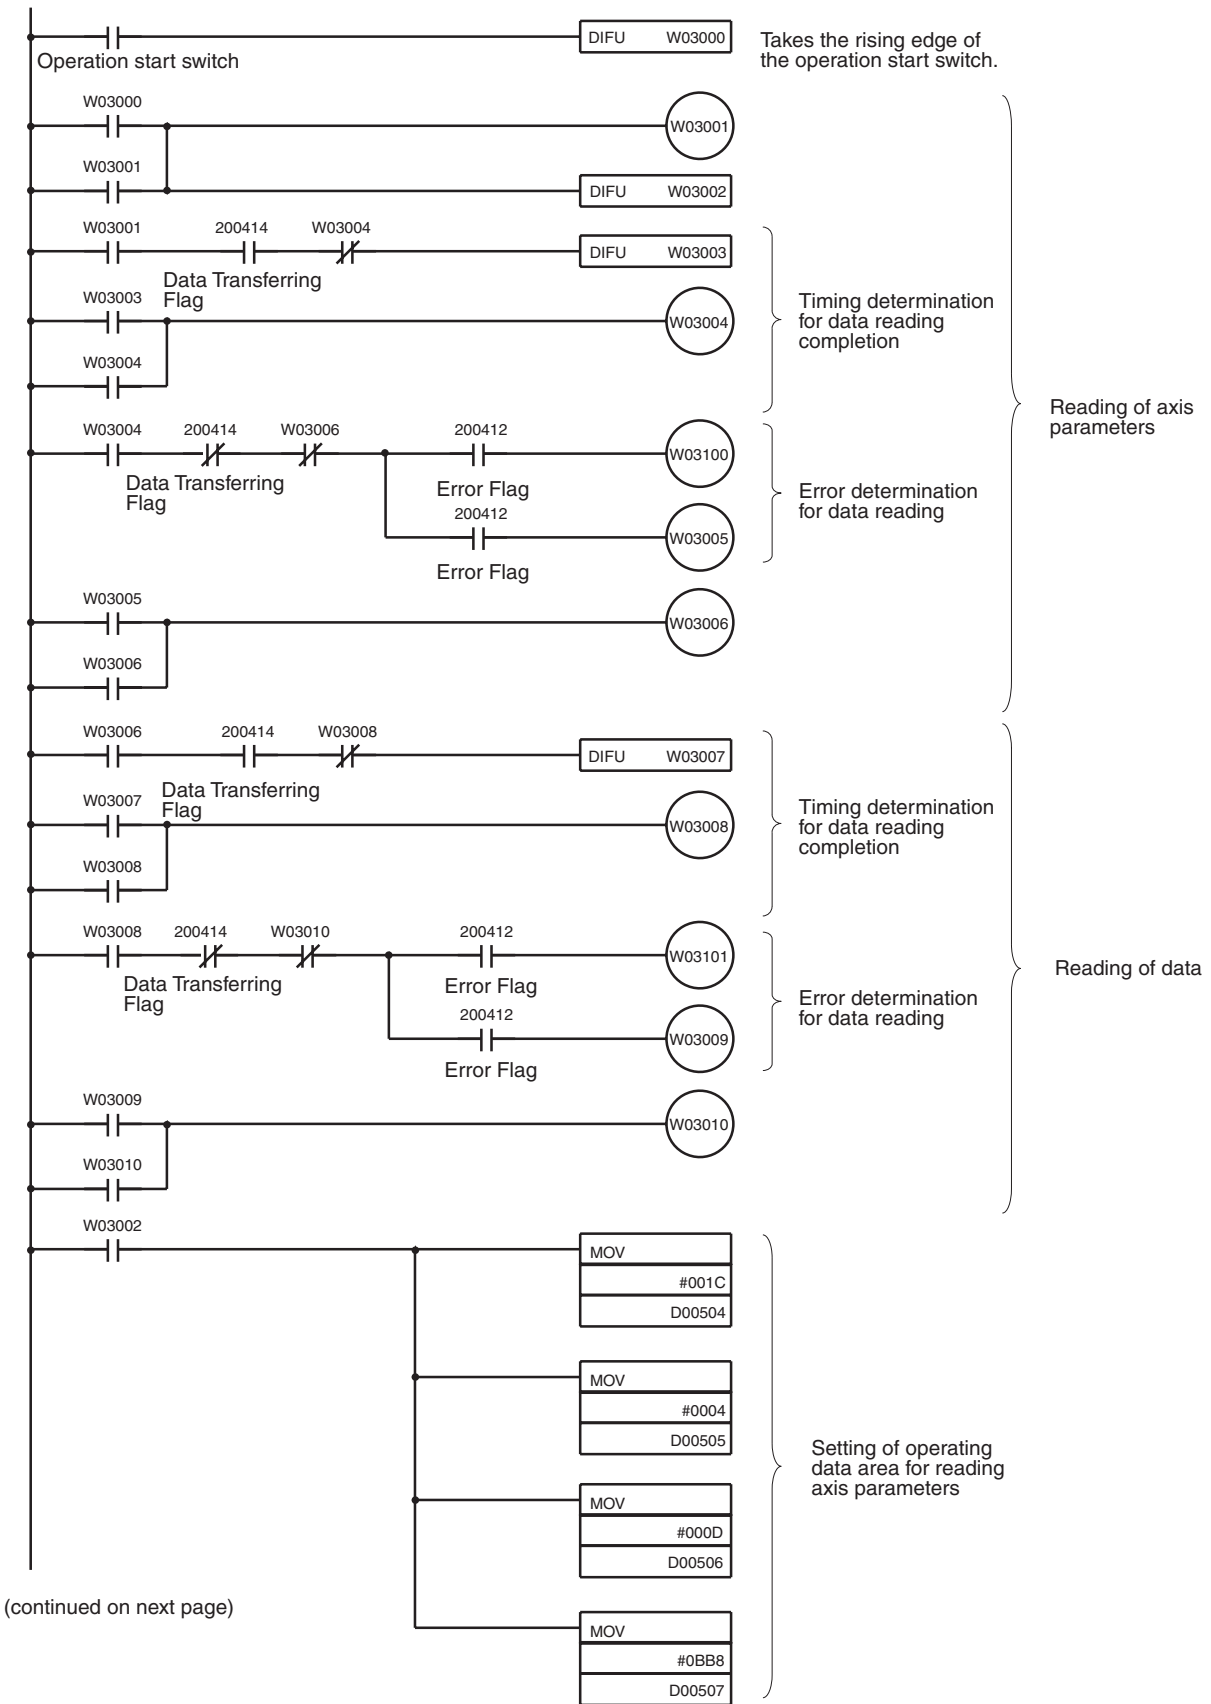 DIFU W03000
Takes the rising edge of
the operation start switch.
Operation start switch
W03000
W03001
W03001
DIFU W03002
W03001 200414 W03004
DIFU W03003
Data Transferring
Flag
W03003
W03004
W03004
Timing determination
for data reading
completion
Reading of axis
parameters
W03004 200414 W03006 200412
W03100
Data Transferring
Flag
Error Flag
200412
W03005
Error Flag
Error determination
for data reading
W03005
W03006
W03006
W03006 200414 W03008
DIFU W03007
Data Transferring
Flag
W03007
W03008
W03008
Timing determination
for data reading
completion
W03008 200414 W03010 200412
W03101
Data Transferring
Flag
Error Flag
200412
W03009
Error Flag
Error determination
for data reading
Reading of data
W03009
W03010
W03010
W03002
MOV
#001C
D00504
MOV
#0004
D00505
MOV
#000D
D00506
MOV
#0BB8
D00507
Setting of operating
data area for reading
axis parameters
(continued on next page)